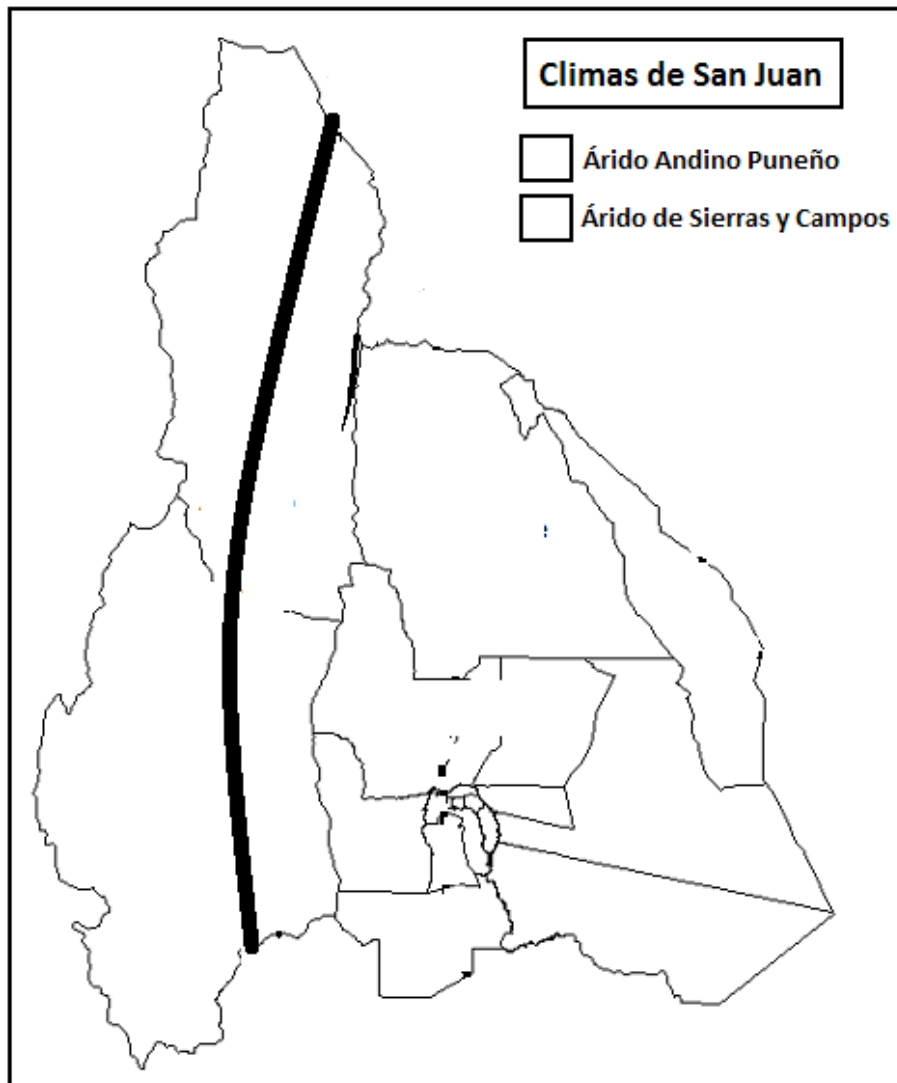 Climas de San Juan
Árido Andino Puneño
Árido de Sierras y Campos